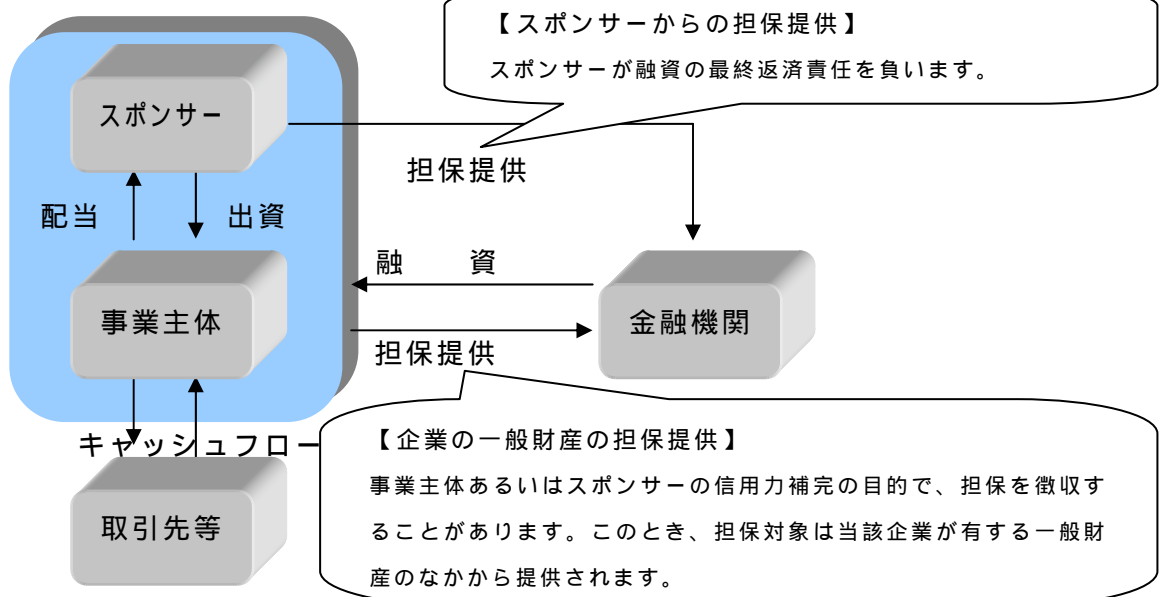 【スポンサーからの担保提供】
スポンサーが融資の最終返済責任を負います。
スポンサー
担保提供
配当
出資
融　資
事業主体
金融機関
担保提供
キャッシュフロー
【企業の一般財産の担保提供】
事業主体あるいはスポンサーの信用力補完の目的で、担保を徴収す
ることがあります。このとき、担保対象は当該企業が有する一般財
産のなかから提供されます。
取引先等